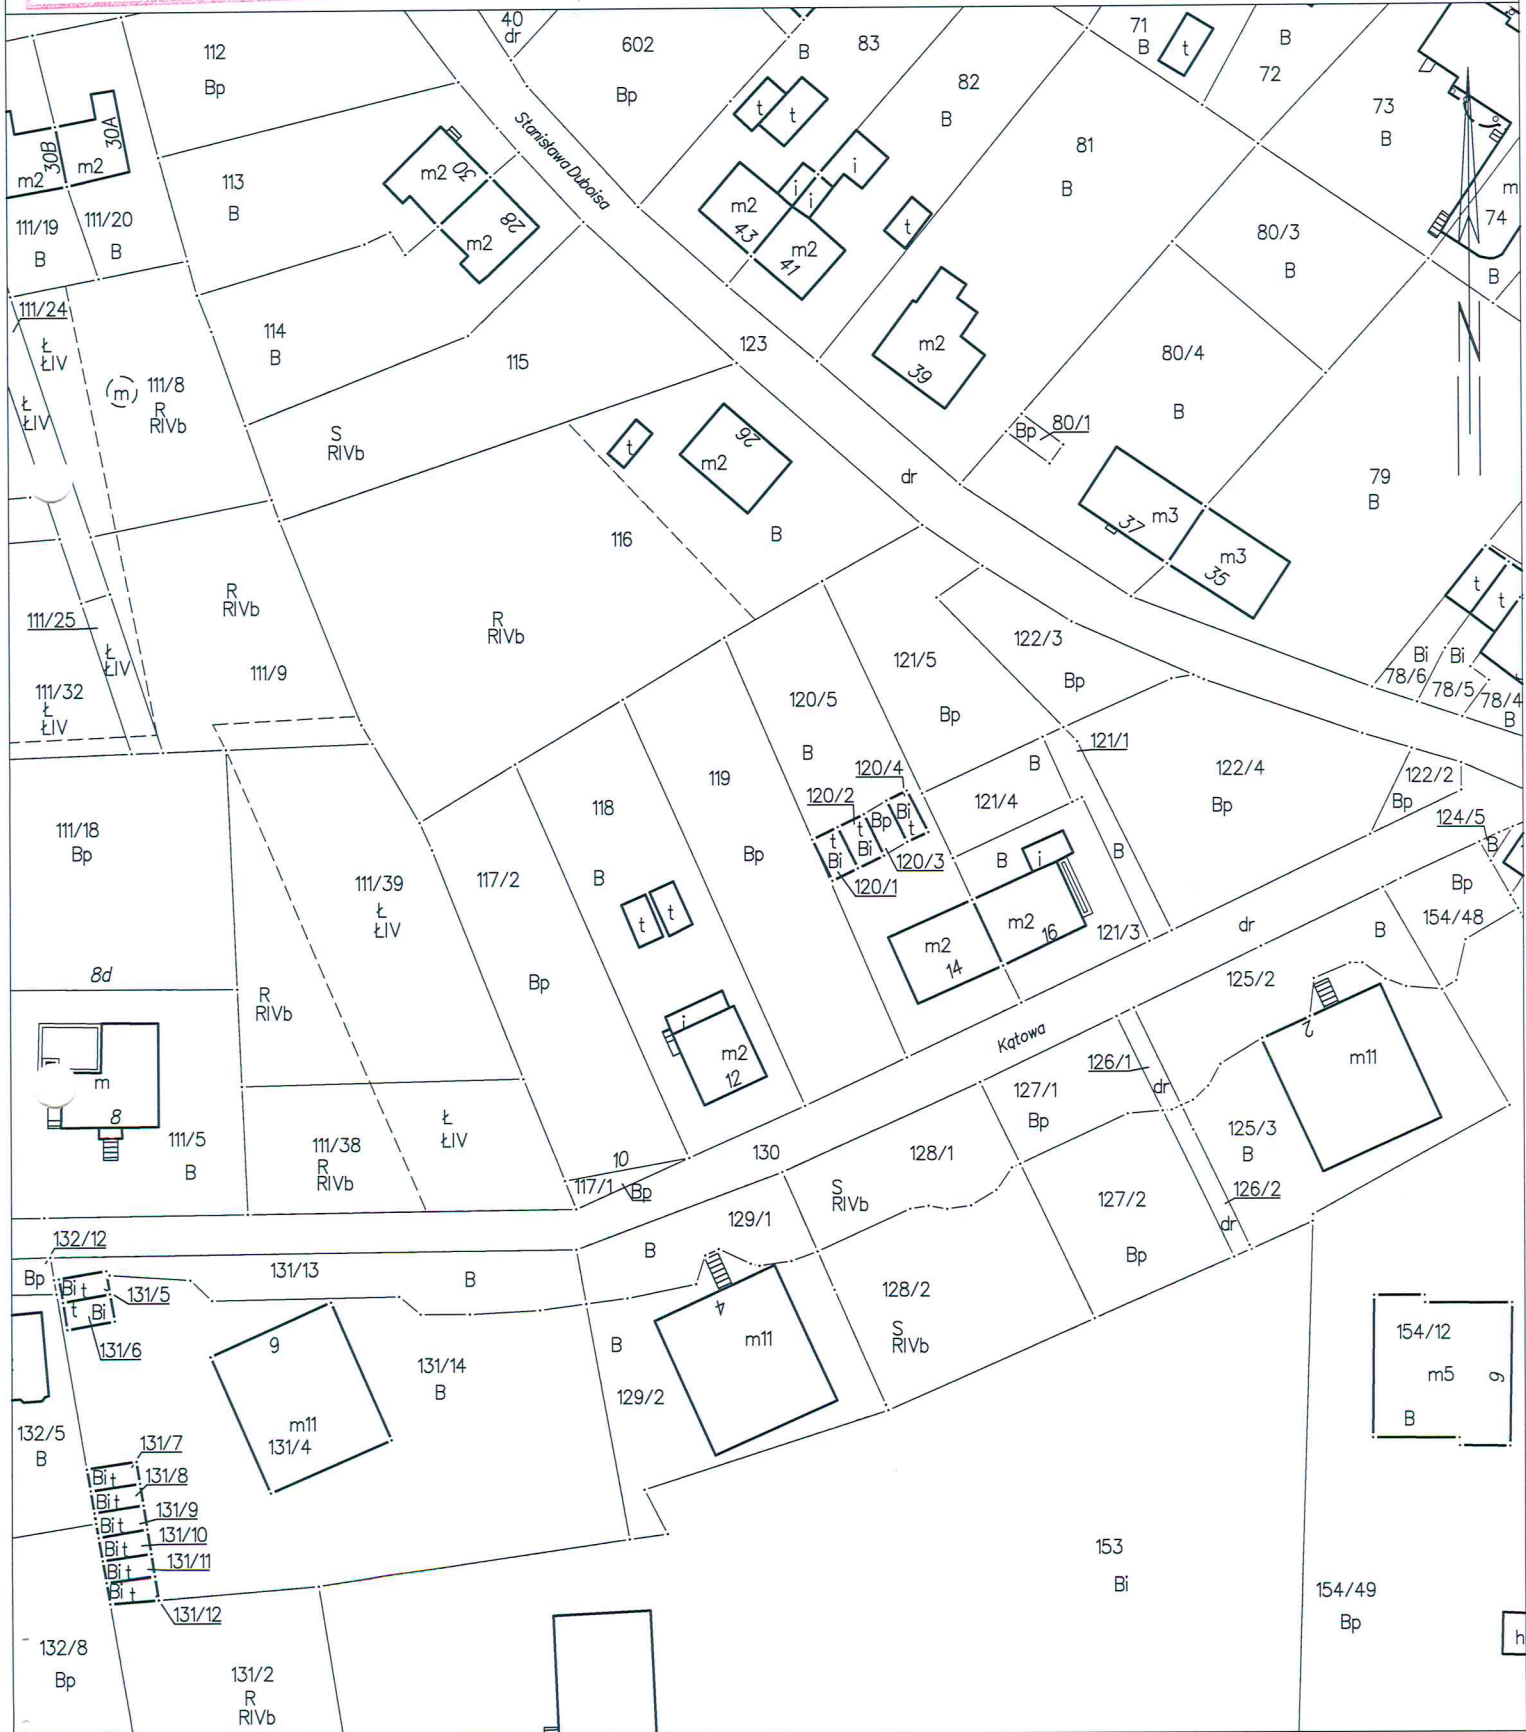 40
dr
112
Bp
602
Bp
B
83
82
B
71
B
t
B
72
73
B
t
t
30B
30A
m2
m2
30
m2
28
m2
Stanisława Duboisa
i
i
i
m2
43
m2
41
t
81
B
m
74
B
113
B
111/19
B
111/20
B
80/3
B
111/24
Ł
ŁIV
114
B
115
123
m2
39
80/4
B
m
111/8
R
RIVb
Ł
ŁIV
S
RIVb
t
26
m2
Bp
80/1
dr
79
B
37
m3
m3
35
116
B
R
RIVb
R
RIVb
t
t
111/25
Ł
ŁIV
111/9
111/32
Ł
ŁIV
121/5
Bp
122/3
Bp
Bi
Bi
78/6
78/5
78/4
B
120/5
B
121/1
B
119
Bp
120/4
120/2
121/4
122/4
Bp
122/2
Bp
118
B
t
t
Bp
Bi
t
Bi
Bi
120/3
120/1
B
i
B
124/5
B
111/18
Bp
111/39
Ł
ŁIV
117/2
Bp
t
t
m2
14
m2
16
121/3
dr
Bp
154/48
B
125/2
8d
R
RIVb
i
m2
12
Kątowa
2
m11
m
8
111/5
B
111/38
R
RIVb
Ł
ŁIV
126/1
dr
127/1
Bp
125/3
B
10
117/1
Bp
130
128/1
S
RIVb
127/2
Bp
126/2
dr
132/12
Bp
131/13
B
B
129/1
Bi
t
131/5
t
Bi
131/6
128/2
S
RIVb
9
131/14
B
B
129/2
4
m11
154/12
m5
9
B
132/5
B
m11
131/4
131/7
Bi t
131/8
Bi t
131/9
Bi t
131/10
Bi t
131/11
Bi t
Bi t
131/12
153
Bi
154/49
Bp
132/8
Bp
131/2
R
RIVb
h